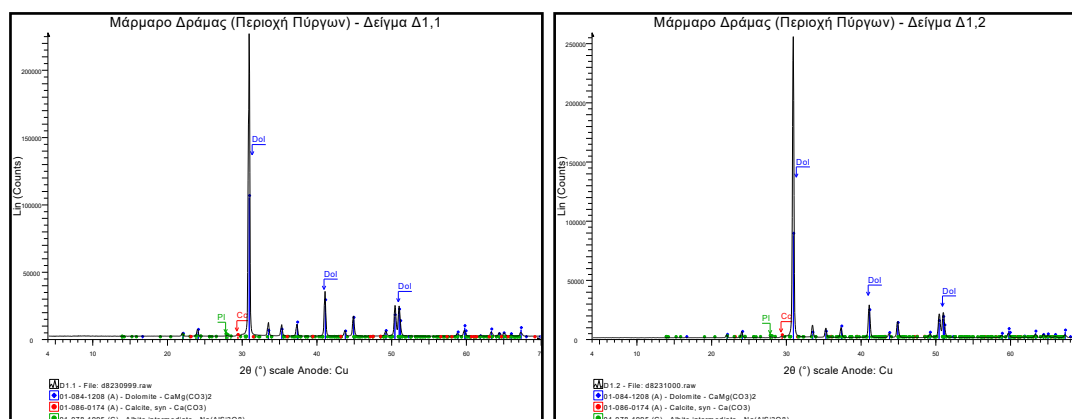 Μάρμαρο Δράμας (Περιοχή Πύργων) - Δείγμα Δ1,1
Lin (Counts)
200000
150000
100000
50000
0
Dol
Dol
Dol
Pl
Cc
4 10 20 30 40 50 60 7
2θ (°) scale Anode: Cu
D1.1 - File: d8230999.raw
01-084-1208 (A) - Dolomite - CaMg(CO3)2
01-086-0174 (A) - Calcite, syn - Ca(CO3)
Μάρμαρο Δράμας (Περιοχή Πύργων) - Δείγμα Δ1,2
Lin (Counts)
250000
200000
150000
100000
50000
0
Dol
Dol
Dol
Pl
Cc
4 10 20 30 40 50 60
2θ (°) scale Anode: Cu
D1.2 - File: d8231000.raw
01-084-1208 (A) - Dolomite - CaMg(CO3)2
01-086-0174 (A) - Calcite, syn - Ca(CO3)